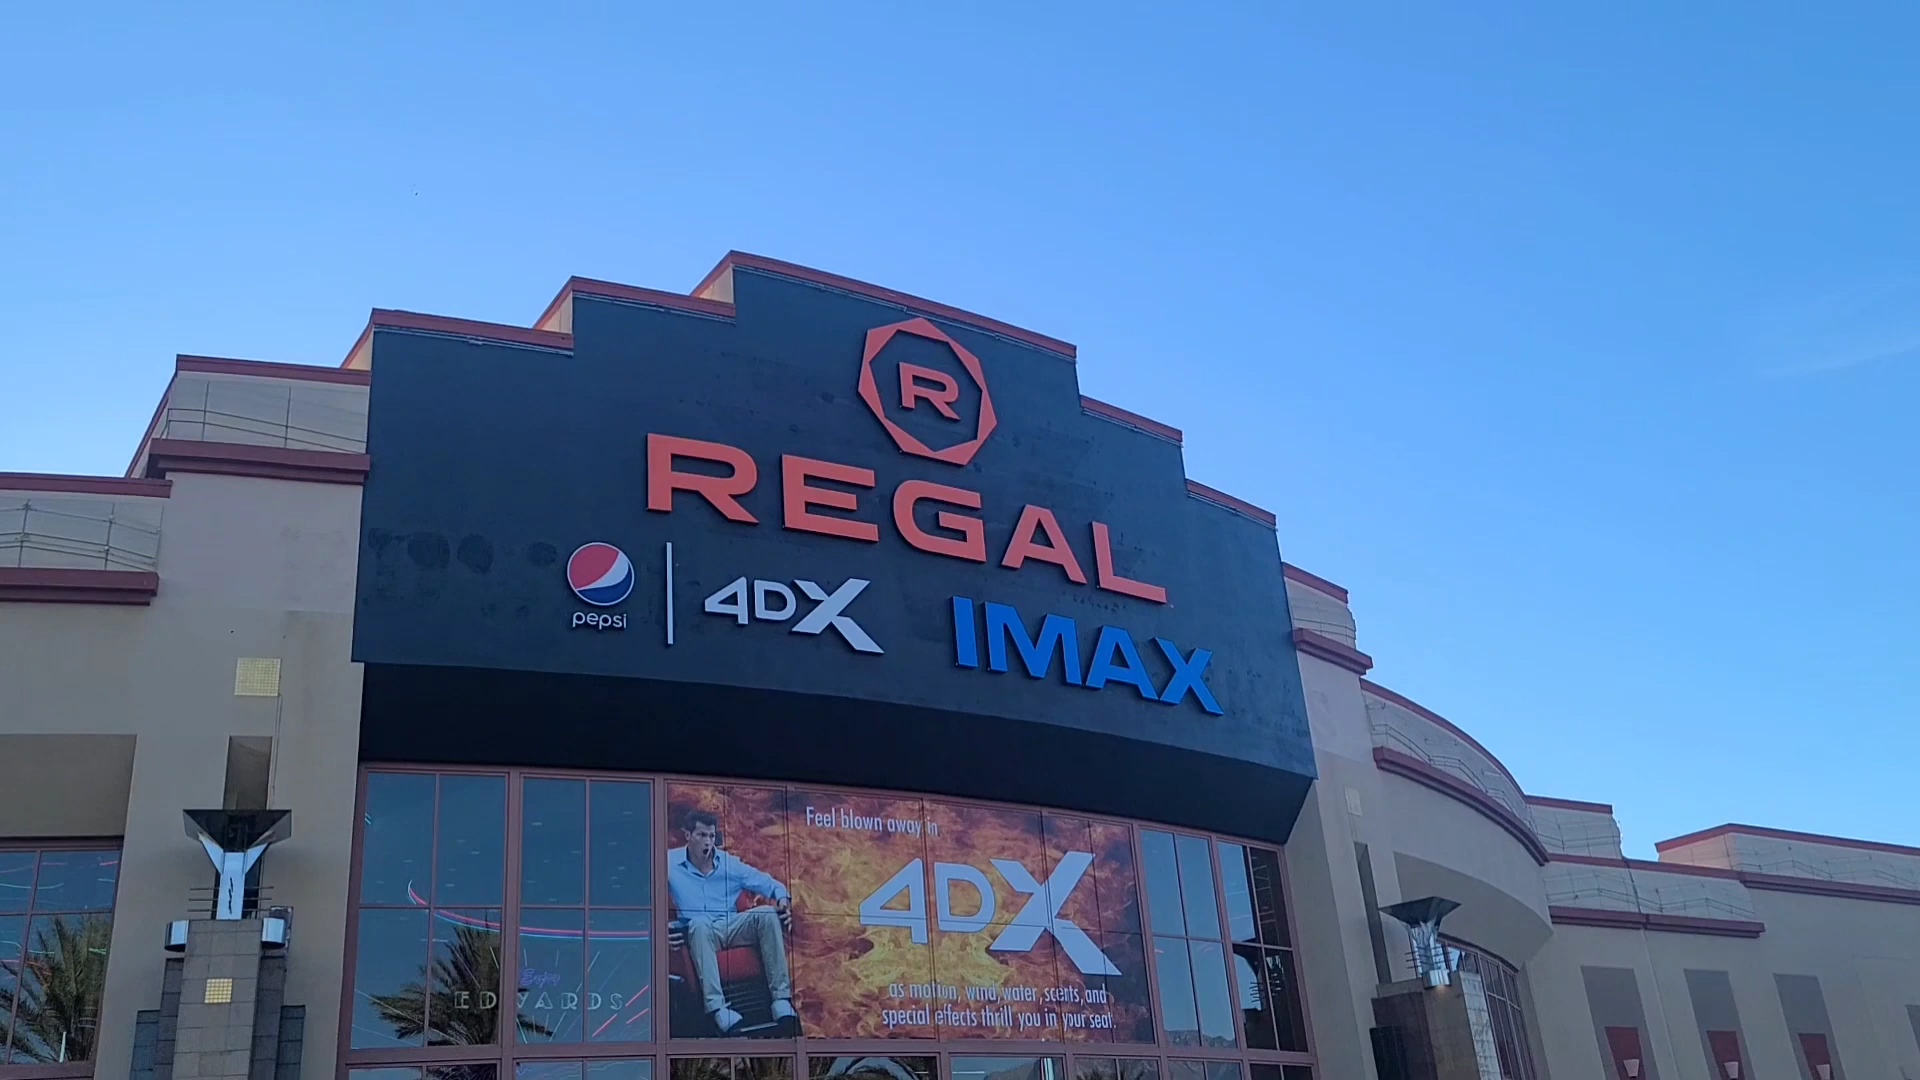 R
REGAL
pepsi
4DX
IMAX
Feel blown away in
4DX
as motion, wind, water, scents, and
special effects thrill you in your seat.
Enjoy
EDWARDS